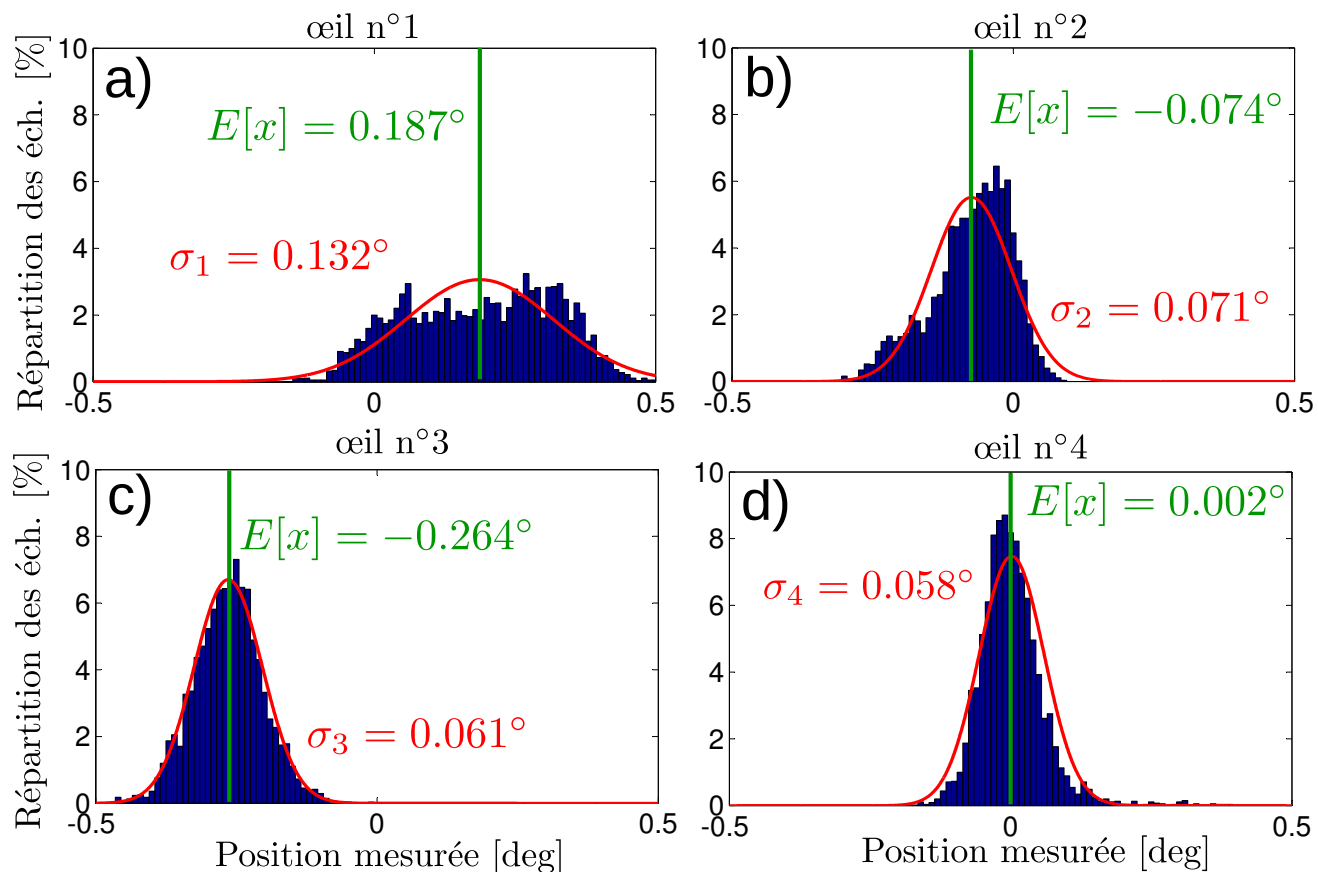 œil n°1
Répartition des éch. [%]
a)
E[x] = 0.187°
σ1 = 0.132°
10
8
6
4
2
0
-0.5
0
0.5
œil n°2
b)
E[x] = −0.074°
σ2 = 0.071°
10
8
6
4
2
0
-0.5
0
0.5
œil n°3
Répartition des éch. [%]
c)
E[x] = −0.264°
σ3 = 0.061°
10
8
6
4
2
0
-0.5
0
0.5
Position mesurée [deg]
œil n°4
d)
E[x] = 0.002°
σ4 = 0.058°
10
8
6
4
2
0
-0.5
0
0.5
Position mesurée [deg]